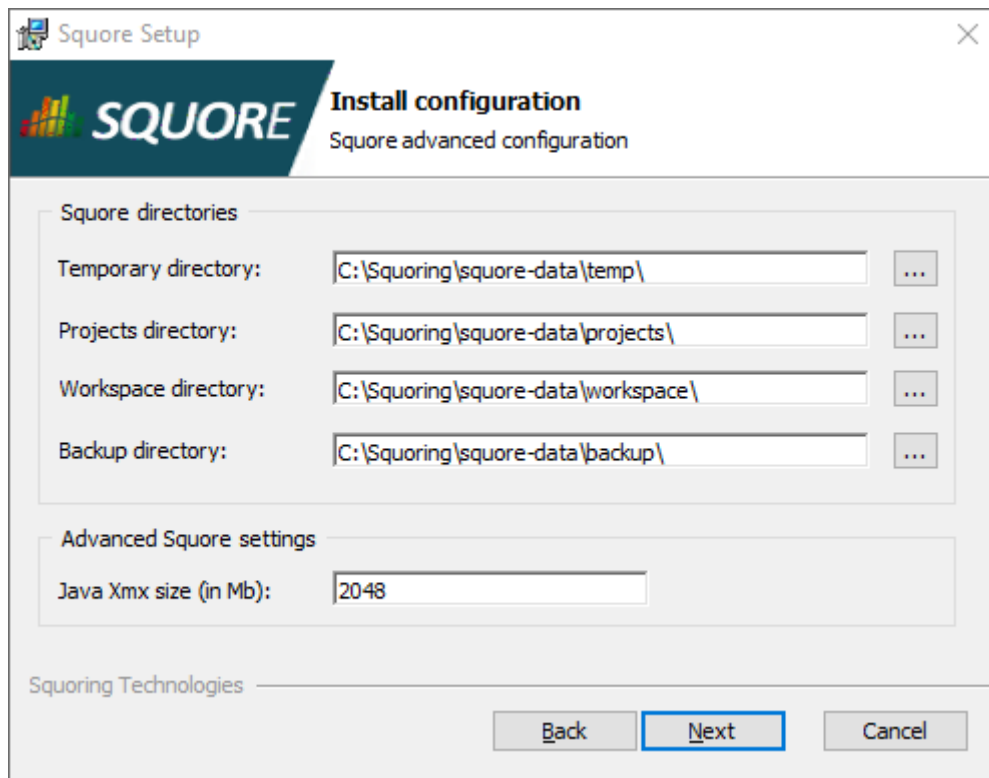 Squore Setup
SQUORE
Install configuration
Squore advanced configuration
Squore directories
Temporary directory: C:\Squoring\squore-data\temp\ ...
Projects directory: C:\Squoring\squore-data\projects\ ...
Workspace directory: C:\Squoring\squore-data\workspace\ ...
Backup directory: C:\Squoring\squore-data\backup\ ...
Advanced Squore settings
Java Xmx size (in Mb): 2048
Squoring Technologies
Back Next Cancel